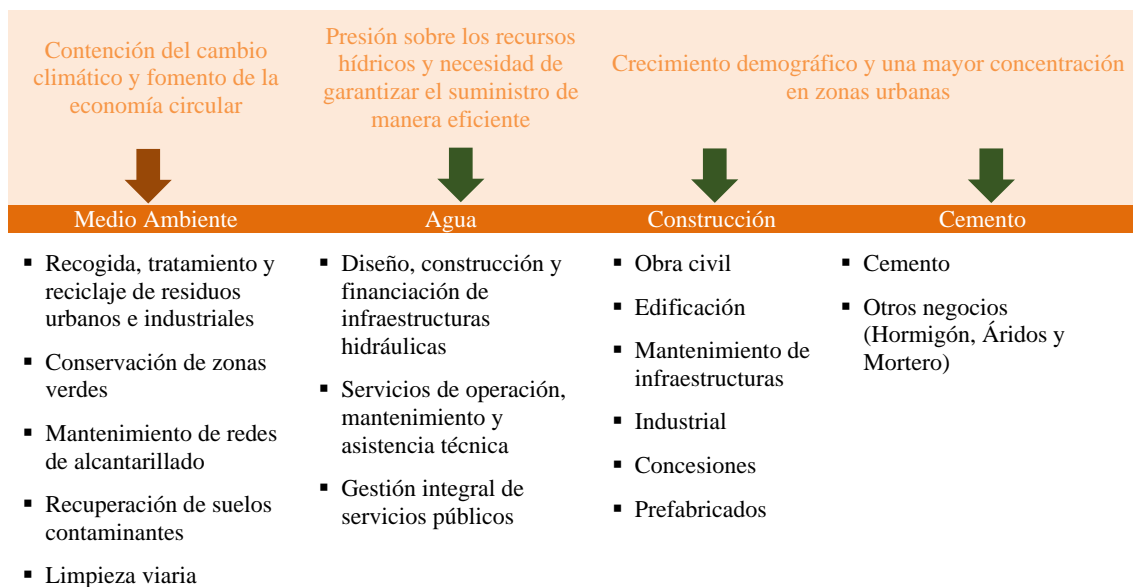 Contención del cambio
climático y fomento de la
economía circular
Presión sobre los recursos
hídricos y necesidad de
garantizar el suministro de
manera eficiente
Crecimiento demográfico y una mayor concentración
en zonas urbanas
Medio Ambiente
Agua
Construcción
Cemento
▪ Recogida, tratamiento y
reciclaje de residuos
urbanos e industriales
▪ Conservación de zonas
verdes
▪ Mantenimiento de redes
de alcantarillado
▪ Recuperación de suelos
contaminantes
▪ Limpieza viaria
▪ Diseño, construcción y
financiación de
infraestructuras
hidráulicas
▪ Servicios de operación,
mantenimiento y
asistencia técnica
▪ Gestión integral de
servicios públicos
▪ Obra civil
▪ Edificación
▪ Mantenimiento de
infraestructuras
▪ Industrial
▪ Concesiones
▪ Prefabricados
▪ Cemento
▪ Otros negocios
(Hormigón, Áridos y
Mortero)